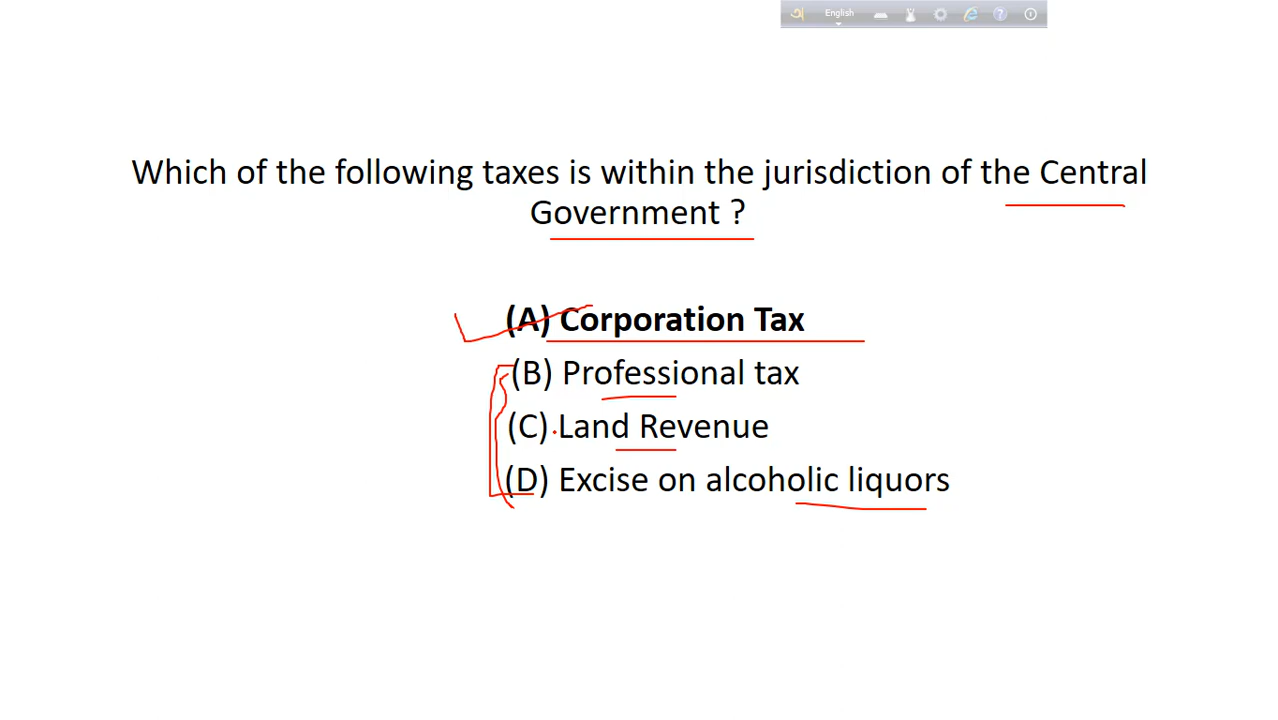 অ English
Which of the following taxes is within the jurisdiction of the Central
Government ?
(A) Corporation Tax
(B) Professional tax
(C) Land Revenue
(D) Excise on alcoholic liquors